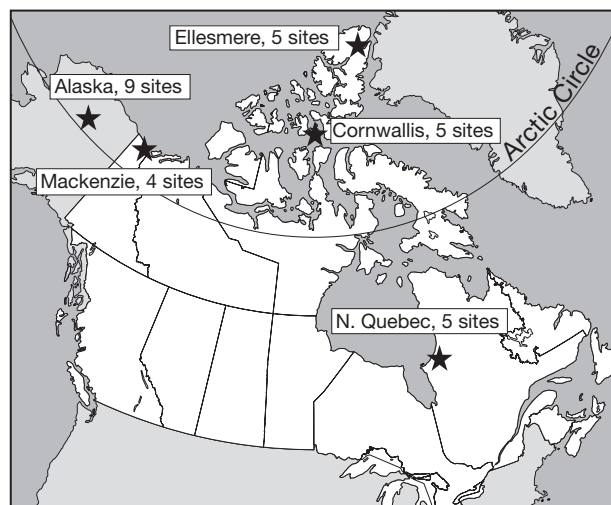 Ellesmere, 5 sites
Alaska, 9 sites
Arctic Circle
Cornwallis, 5 sites
Mackenzie, 4 sites
N. Quebec, 5 sites